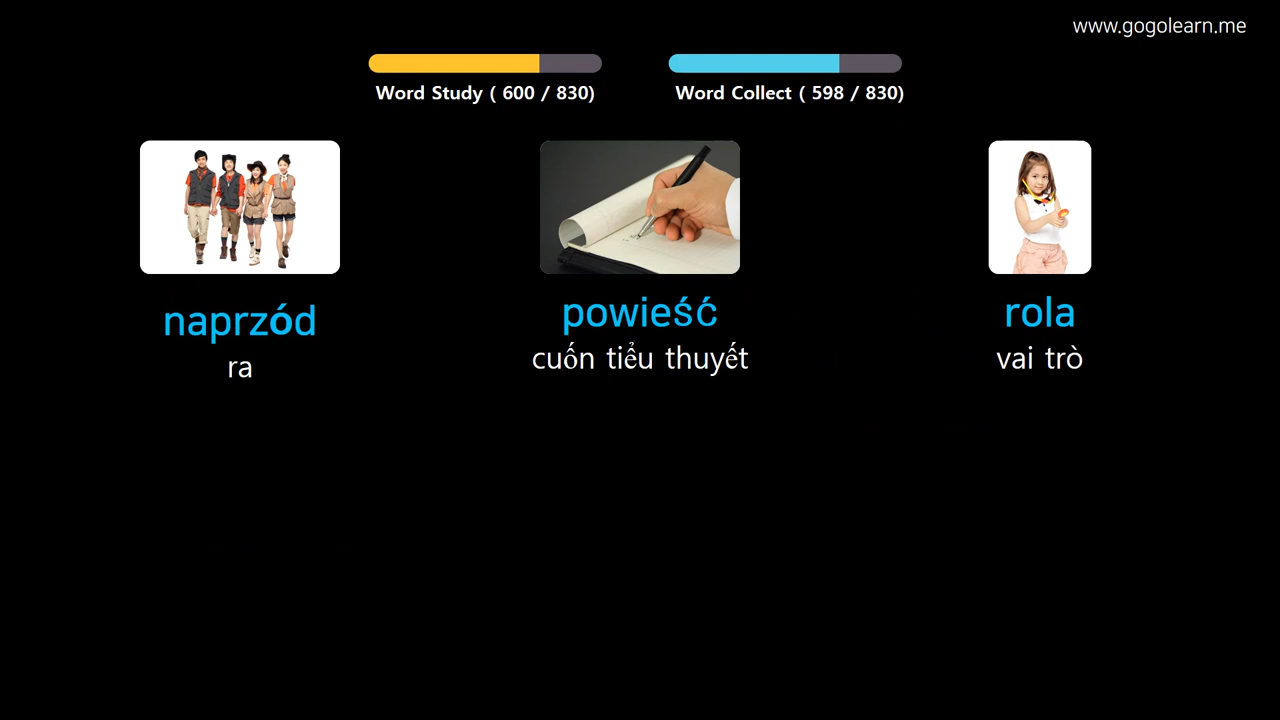 www.gogolearn.me
Word Study ( 600 / 830)
Word Collect ( 598 / 830)
naprzód
powieść
rola
ra
cuốn tiểu thuyết
vai trò